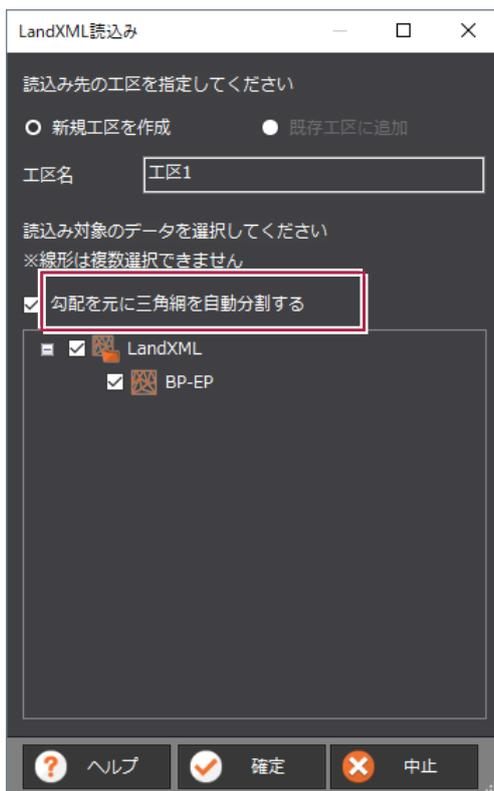 LandXML読込み
読込み先の工区を指定してください
新規工区を作成 既存工区に追加
工区名 工区1
読込み対象のデータを選択してください
※線形は複数選択できません
勾配を元に三角網を自動分割する
LandXML
BP-EP
ヘルプ 確定 中止